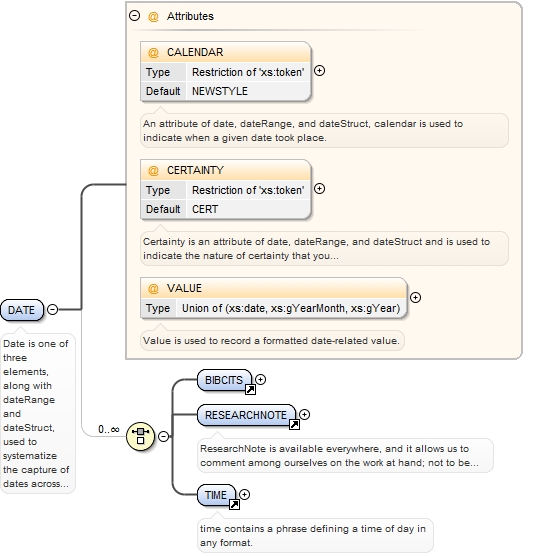 @ Attributes
@ CALENDAR
Type Restriction of 'xs:token'
Default NEWSTYLE
An attribute of date, dateRange, and dateStruct, calendar is used to
indicate when a given date took place.
@ CERTAINTY
Type Restriction of 'xs:token'
Default CERT
Certainty is an attribute of date, dateRange, and dateStruct and is used to
indicate the nature of certainty that you...
@ VALUE
Type Union of (xs:date, xs:gYearMonth, xs:gYear)
Value is used to record a formatted date-related value.
DATE
Date is one of
three
elements,
along with
dateRange
and
dateStruct,
used to
systematize
the capture of
dates across...
0..∞
BIBCITS
RESEARCHNOTE
ResearchNote is available everywhere, and it allows us to
comment among ourselves on the work at hand; not to be...
TIME
time contains a phrase defining a time of day in
any format.